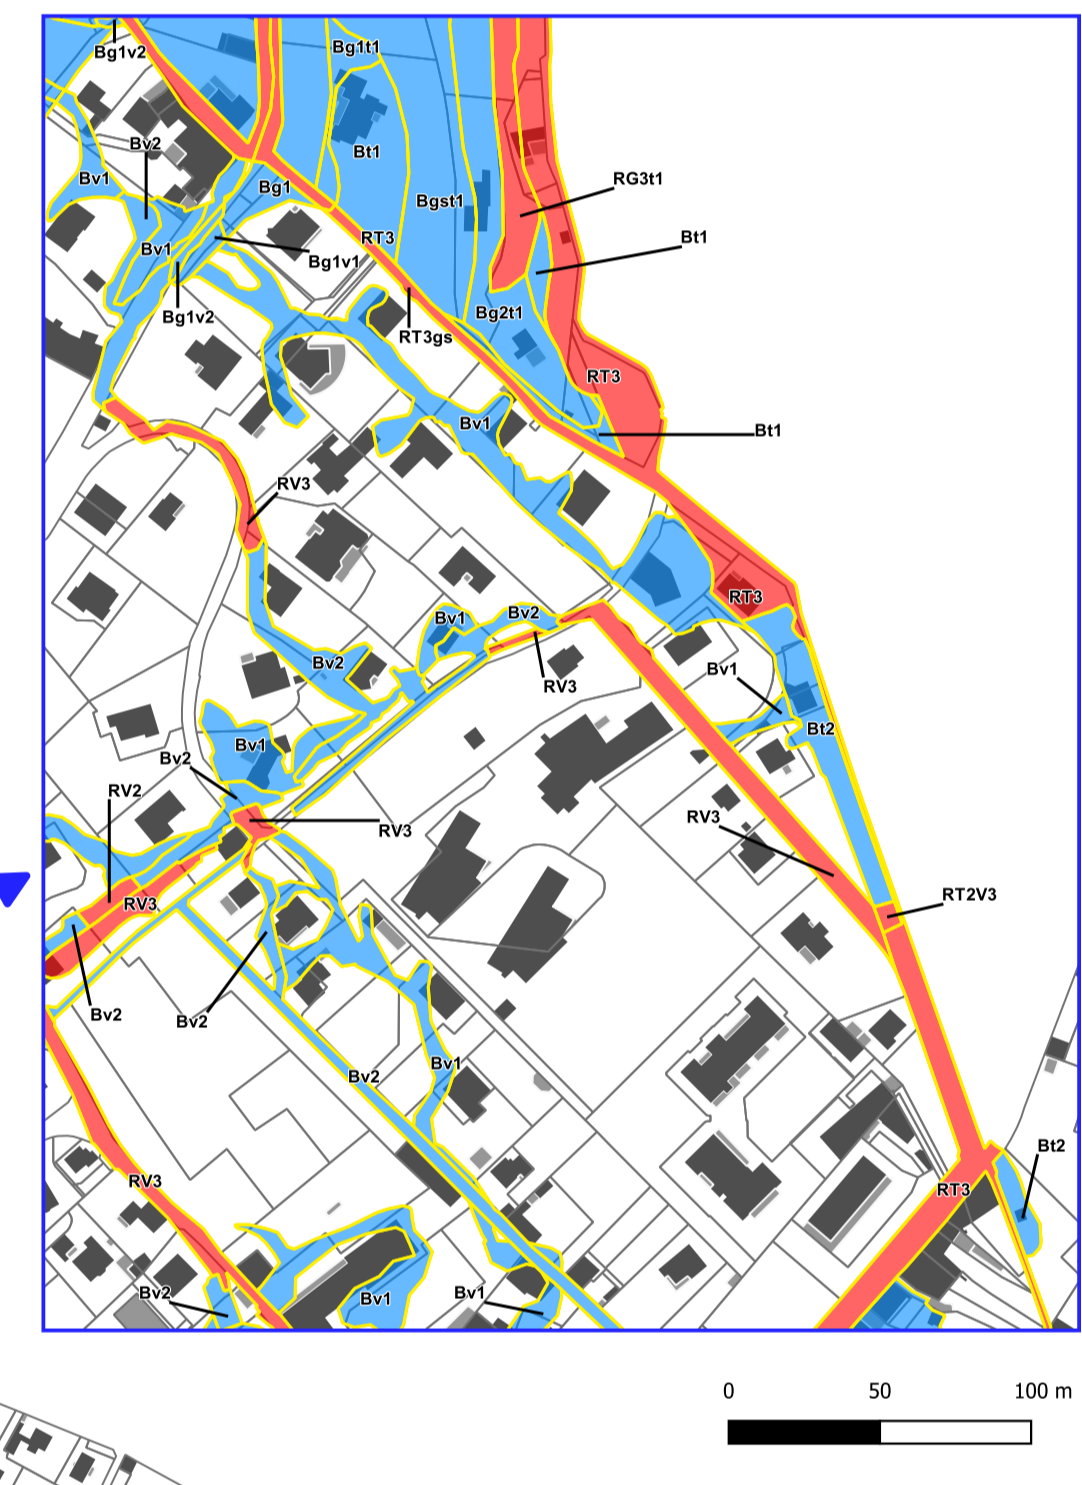 Bg1v2
Bg1t1
Bv2
Bt1
RG3t1
Bv1
Bg1
Bgst1
RT3
Bt1
Bv1
Bg1v1
Bg1v2
Bg2t1
RT3gs
RT3
Bv1
Bt1
RV3
RT3
Bv1
Bv2
Bv2
Bv1
RV3
Bv1
Bt2
Bv2
RV2
RV3
RV3
RT2V3
RV3
Bv2
Bv2
Bv1
Bv2
Bt2
RV3
RT3
Bv2
Bv1
Bv1
0 50 100 m